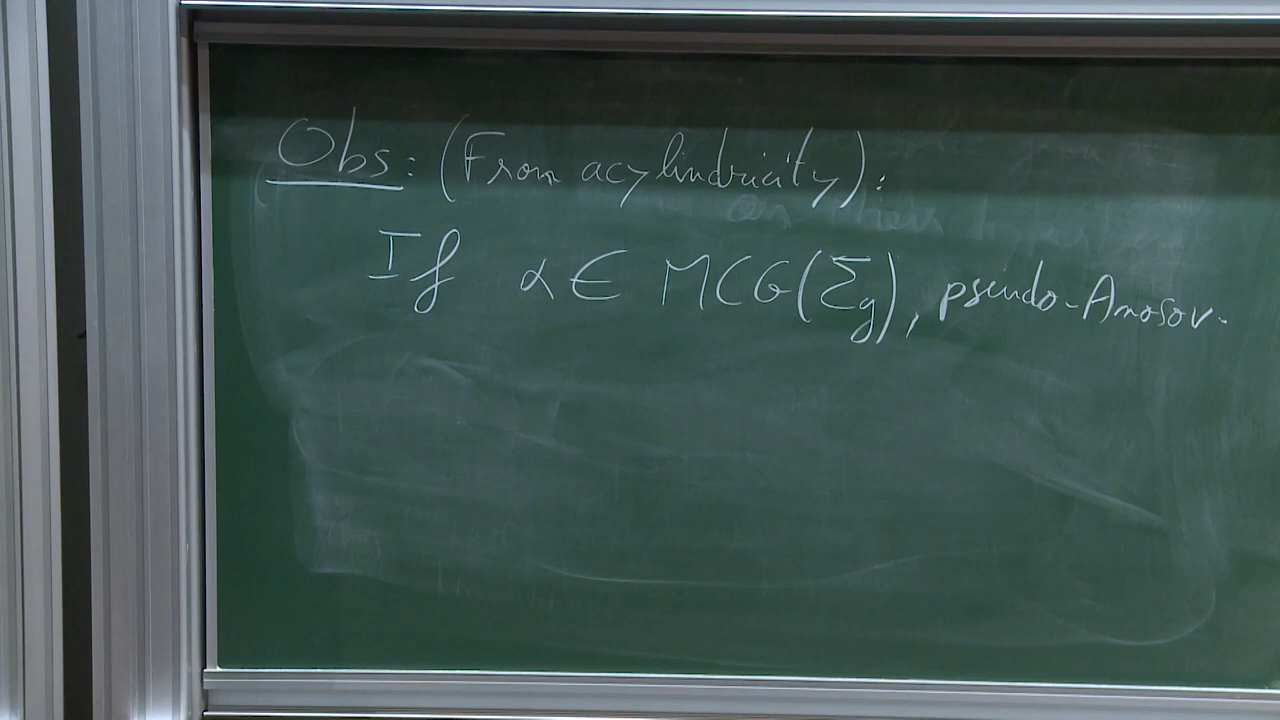 Obs: (From acylindricity):
If α ∈ MCG(Σg), pseudo-Anosov.